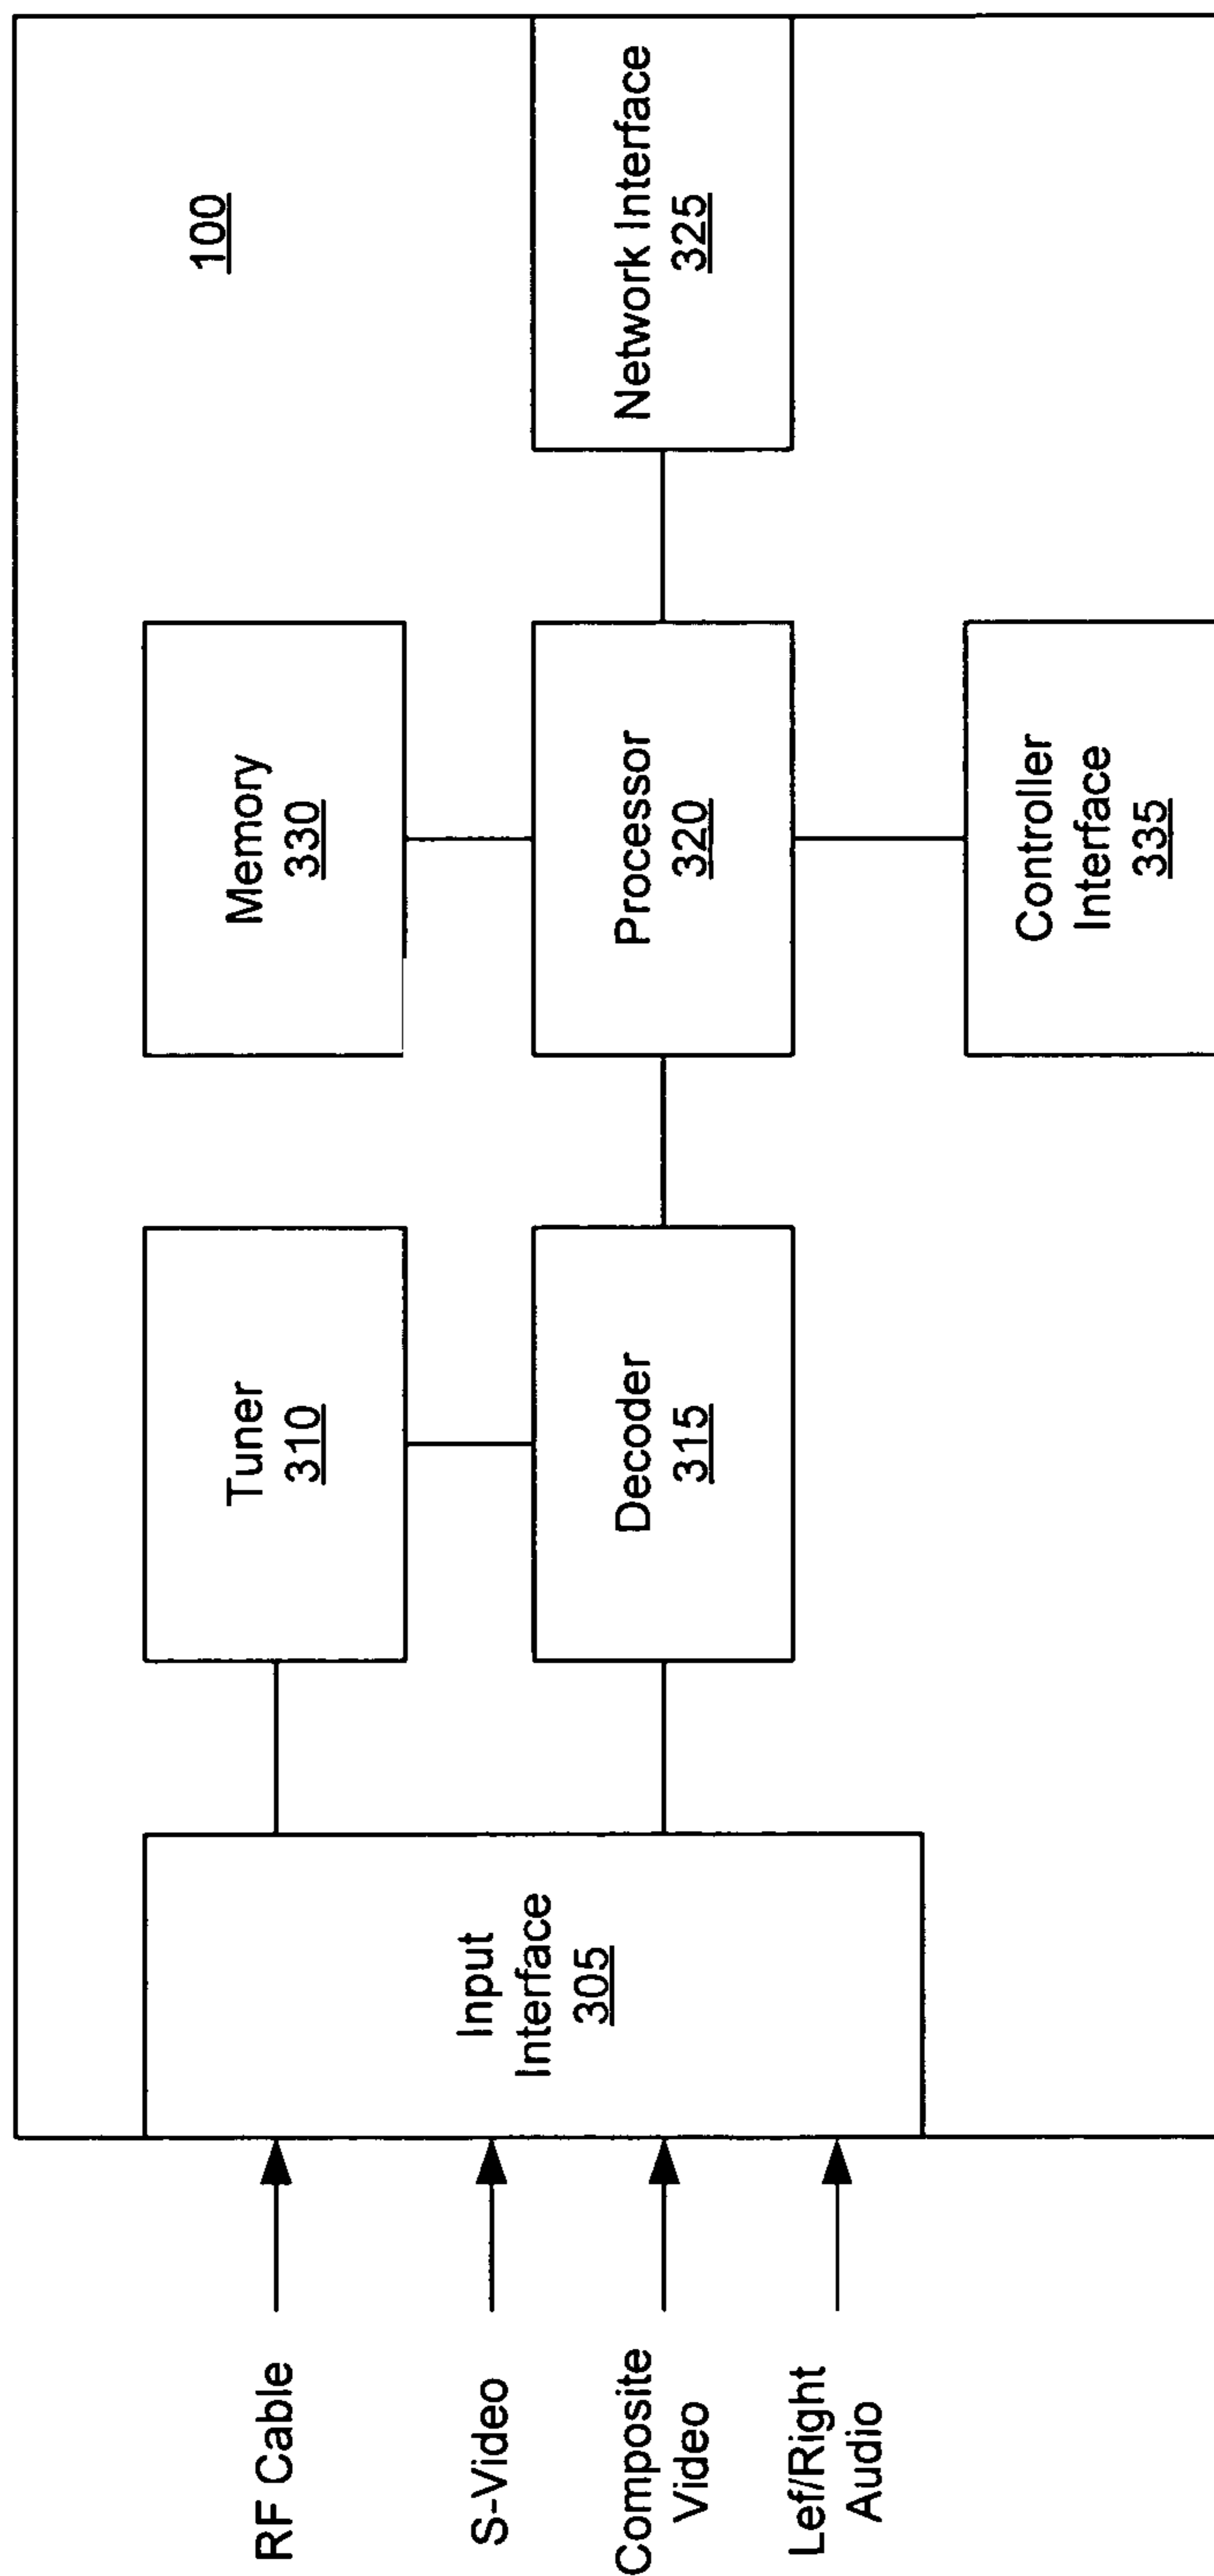 100
RF Cable
S-Video
Composite
Video
Lef/Right
Audio
Input
Interface
305
Tuner
310
Decoder
315
Memory
330
Processor
320
Controller
Interface
335
Network Interface
325